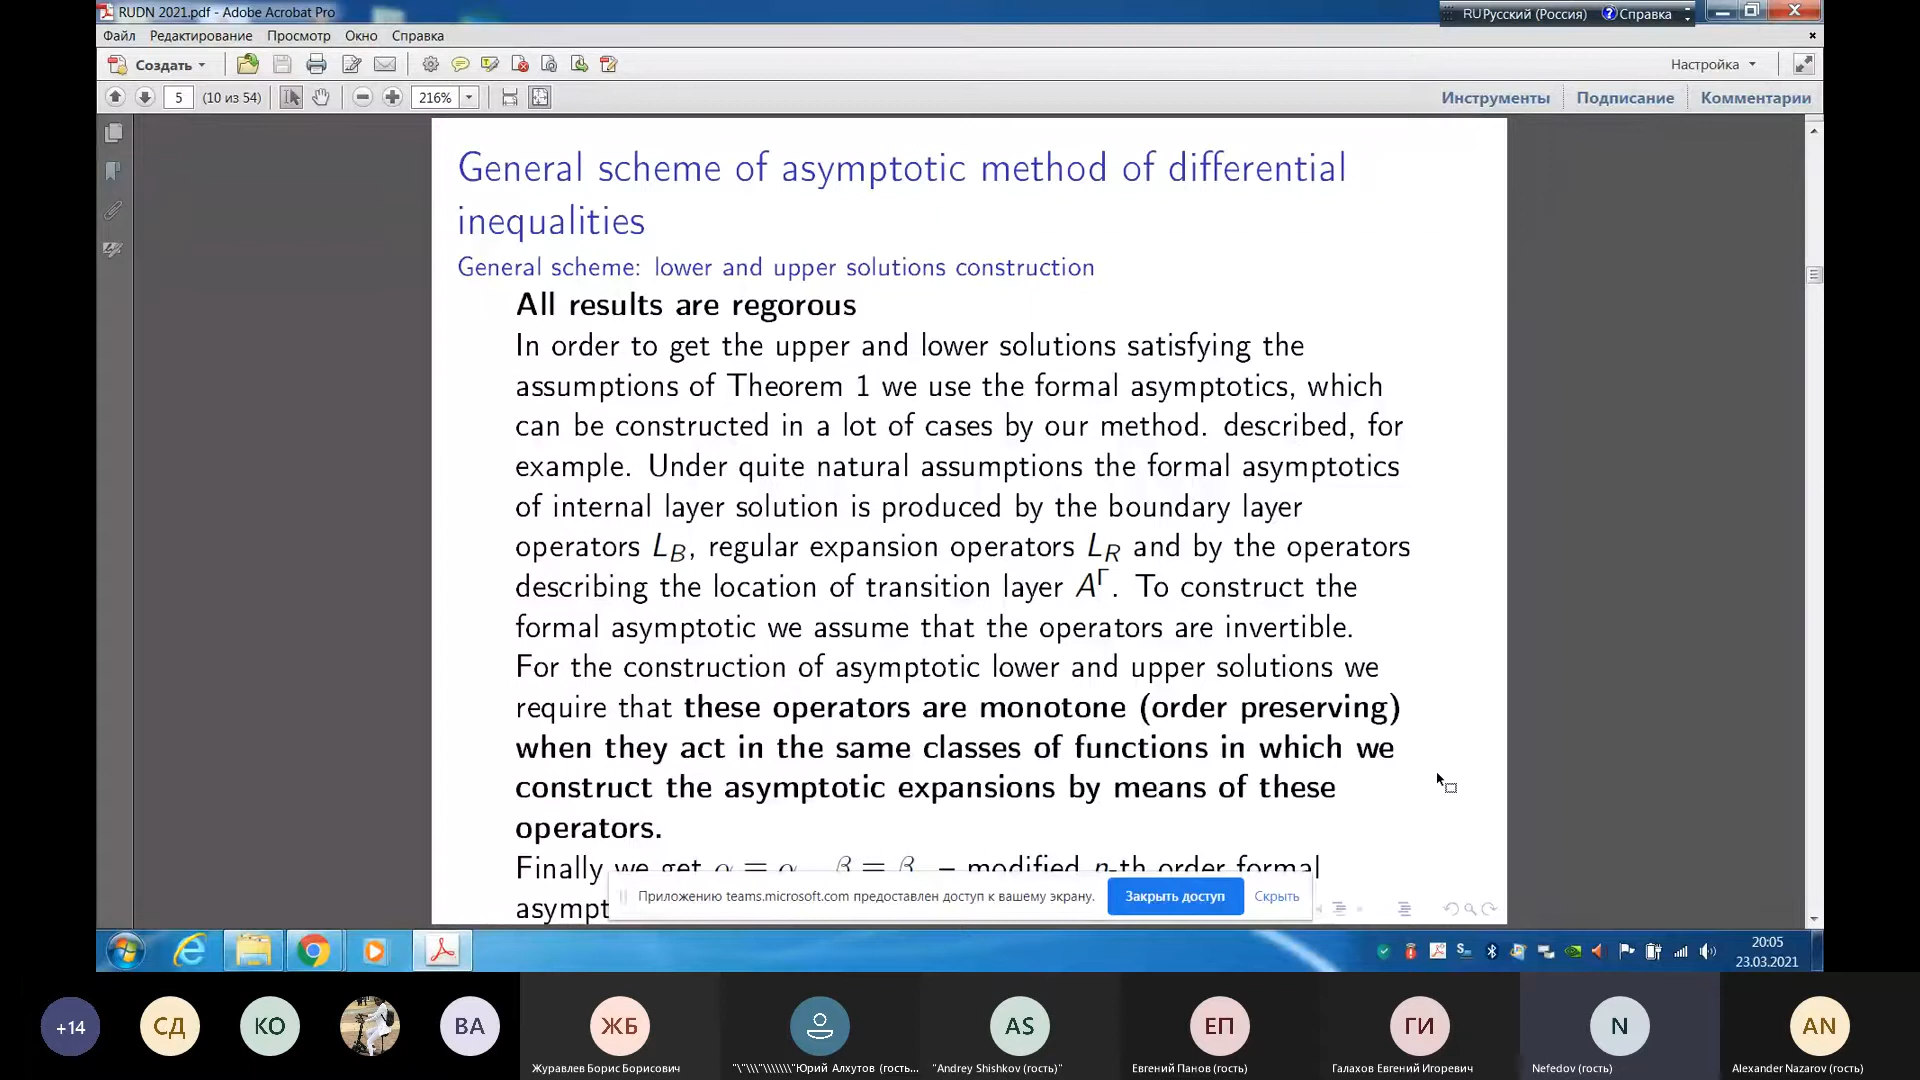 RUDN 2021.pdf - Adobe Acrobat Pro
RU Русский (Россия) Справка
Файл Редактирование Просмотр Окно Справка
Создать Настройка
5 (10 из 54) 216% Инструменты Подписание Комментарии
General scheme of asymptotic method of differential
inequalities
General scheme: lower and upper solutions construction
All results are regorous
In order to get the upper and lower solutions satisfying the
assumptions of Theorem 1 we use the formal asymptotics, which
can be constructed in a lot of cases by our method. described, for
example. Under quite natural assumptions the formal asymptotics
of internal layer solution is produced by the boundary layer
operators L_B, regular expansion operators L_R and by the operators
describing the location of transition layer A^Γ. To construct the
formal asymptotic we assume that the operators are invertible.
For the construction of asymptotic lower and upper solutions we
require that these operators are monotone (order preserving)
when they act in the same classes of functions in which we
construct the asymptotic expansions by means of these
operators.
Finally we get α = α β = β – modified n-th order formal
asympt
Приложению teams.microsoft.com предоставлен доступ к вашему экрану. Закрыть доступ Скрыть
20:05
23.03.2021
+14 СД КО ВА ЖБ AS ЕП ГИ N AN
Журавлев Борис Борисович
"\"\\\"\\\\\\\"Юрий Алхутов (гость...
"Andrey Shishkov (гость)"
Евгений Панов (гость)
Галахов Евгений Игоревич
Nefedov (гость)
Alexander Nazarov (гость)